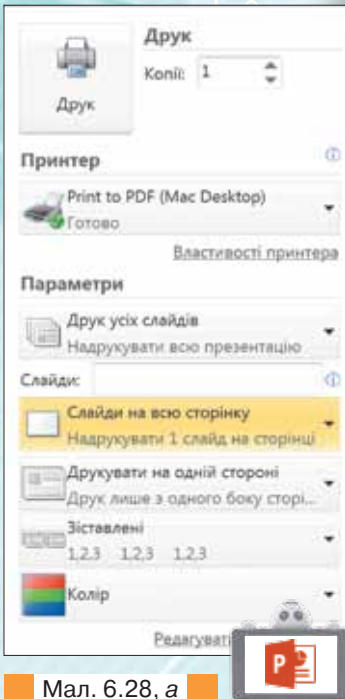 Друк
Копії: 1
Друк
Принтер
Print to PDF (Mac Desktop)
Готово
Властивості принтера
Параметри
Друк усіх слайдів
Надрукувати всю презентацію
Слайди:
Слайди на всю сторінку
Надрукувати 1 слайд на сторінці
Друкувати на одній стороні
Друк лише з одного боку сторі...
Зіставлені
1,2,3 1,2,3 1,2,3
Колір
Редагуват
P
Мал. 6.28, а